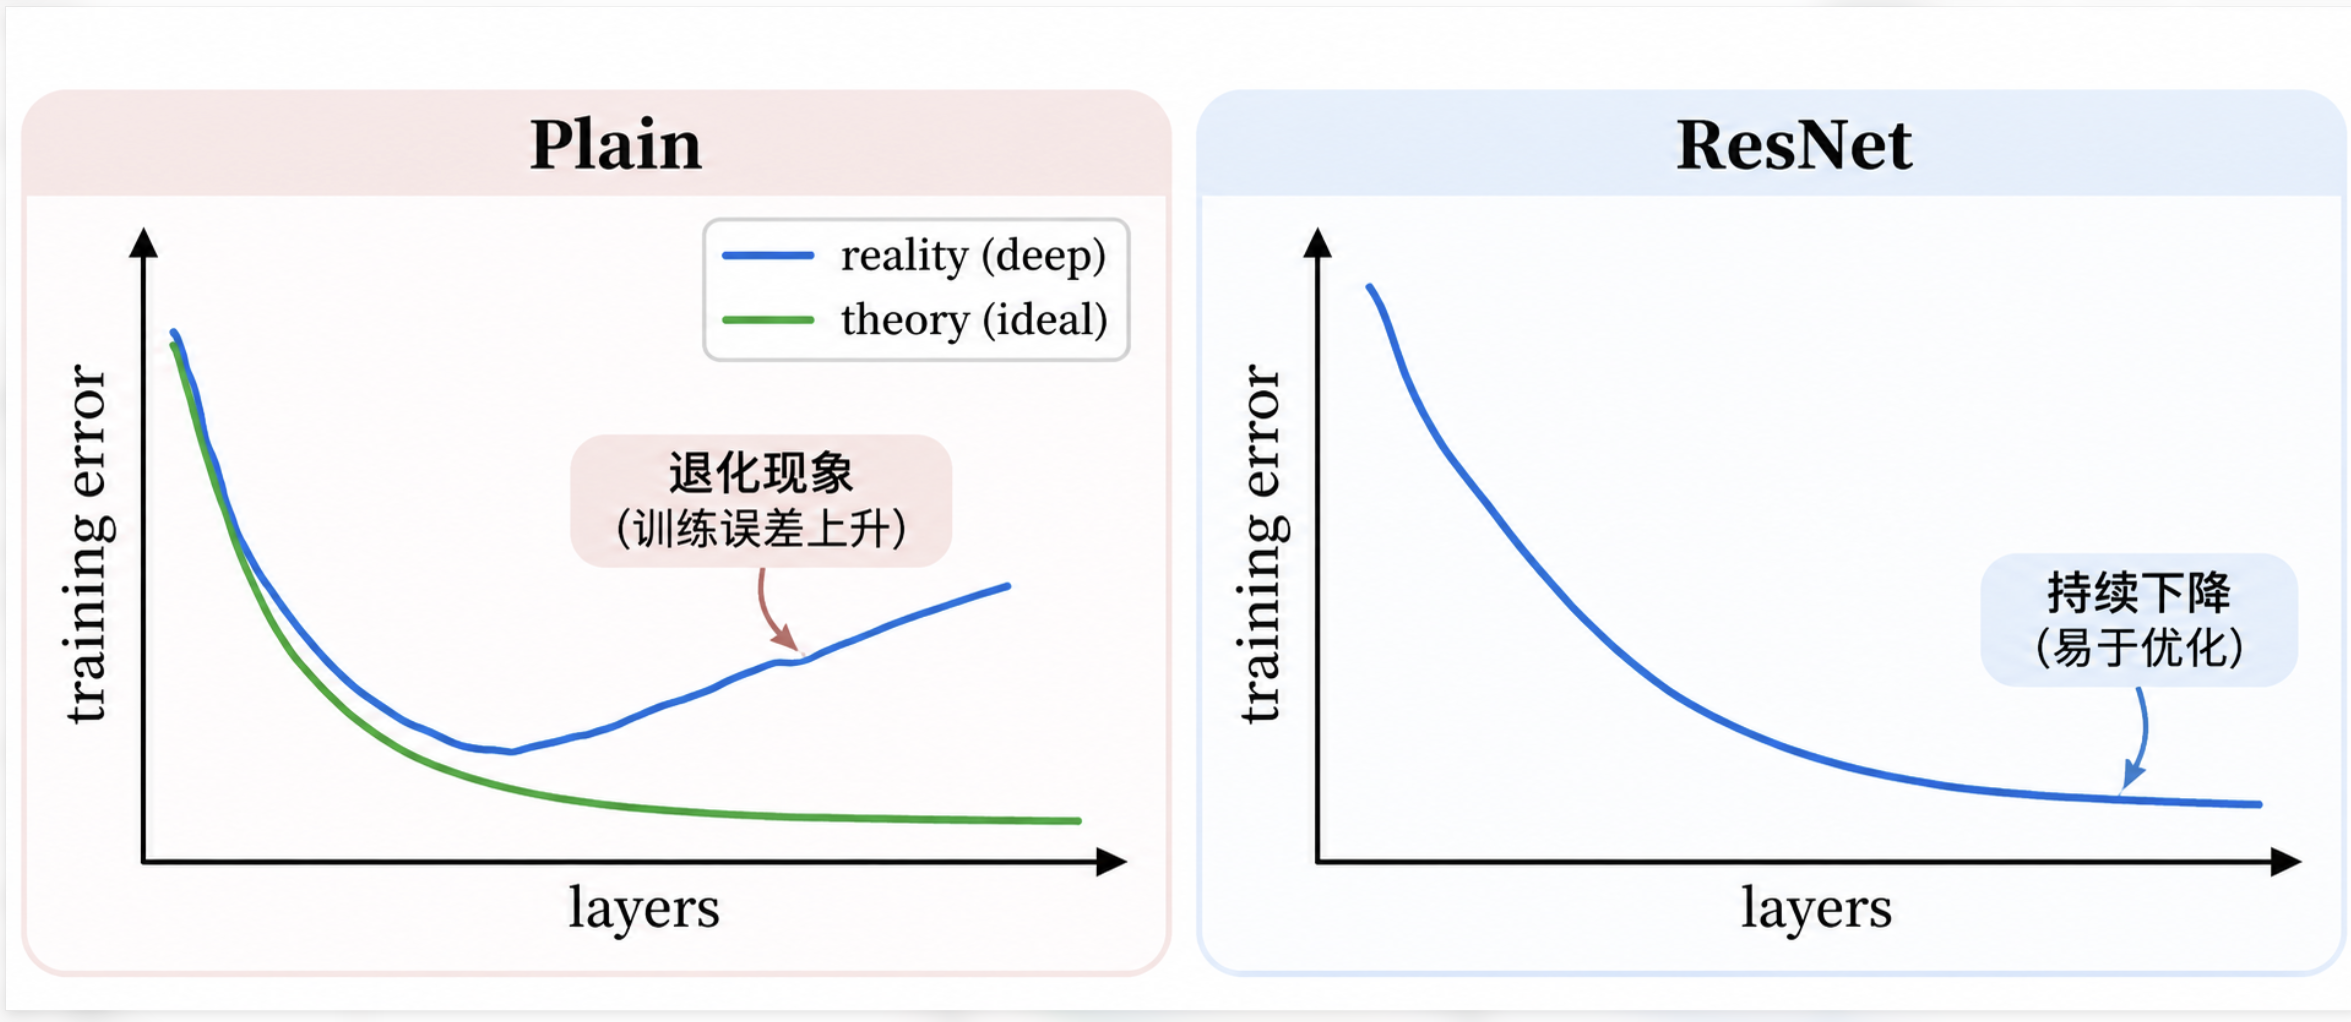 Plain
reality (deep)
theory (ideal)
退化现象
(训练误差上升)
training error
layers
ResNet
持续下降
(易于优化)
training error
layers